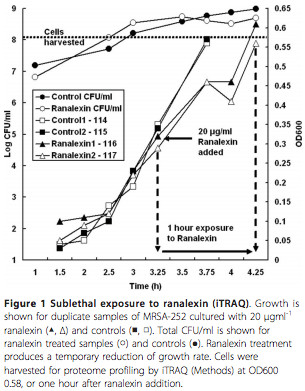 9
8
7
6
5
4
3
2
1
Log CFU/ml
0.65
0.6
0.55
0.5
0.45
0.4
0.35
0.3
0.25
0.2
0.15
0.1
0.05
0
OD600
Cells
harvested
Control CFU/ml
Ranalexin CFU/ml
Control1 - 114
Control2 - 115
Ranalexin1 - 116
Ranalexin2 - 117
20 µg/ml
Ranalexin
added
1 hour exposure
to Ranalexin
1 1.5 2 2.5 3 3.25 3.5 3.75 4 4.25
Time (h)
Figure 1 Sublethal exposure to ranalexin (iTRAQ). Growth is
shown for duplicate samples of MRSA-252 cultured with 20 µgml⁻¹
ranalexin (▲, △) and controls (■, □). Total CFU/ml is shown for
ranalexin treated samples (○) and controls (●). Ranalexin treatment
produces a temporary reduction of growth rate. Cells were
harvested for proteome profiling by iTRAQ (Methods) at OD600
0.58, or one hour after ranalexin addition.